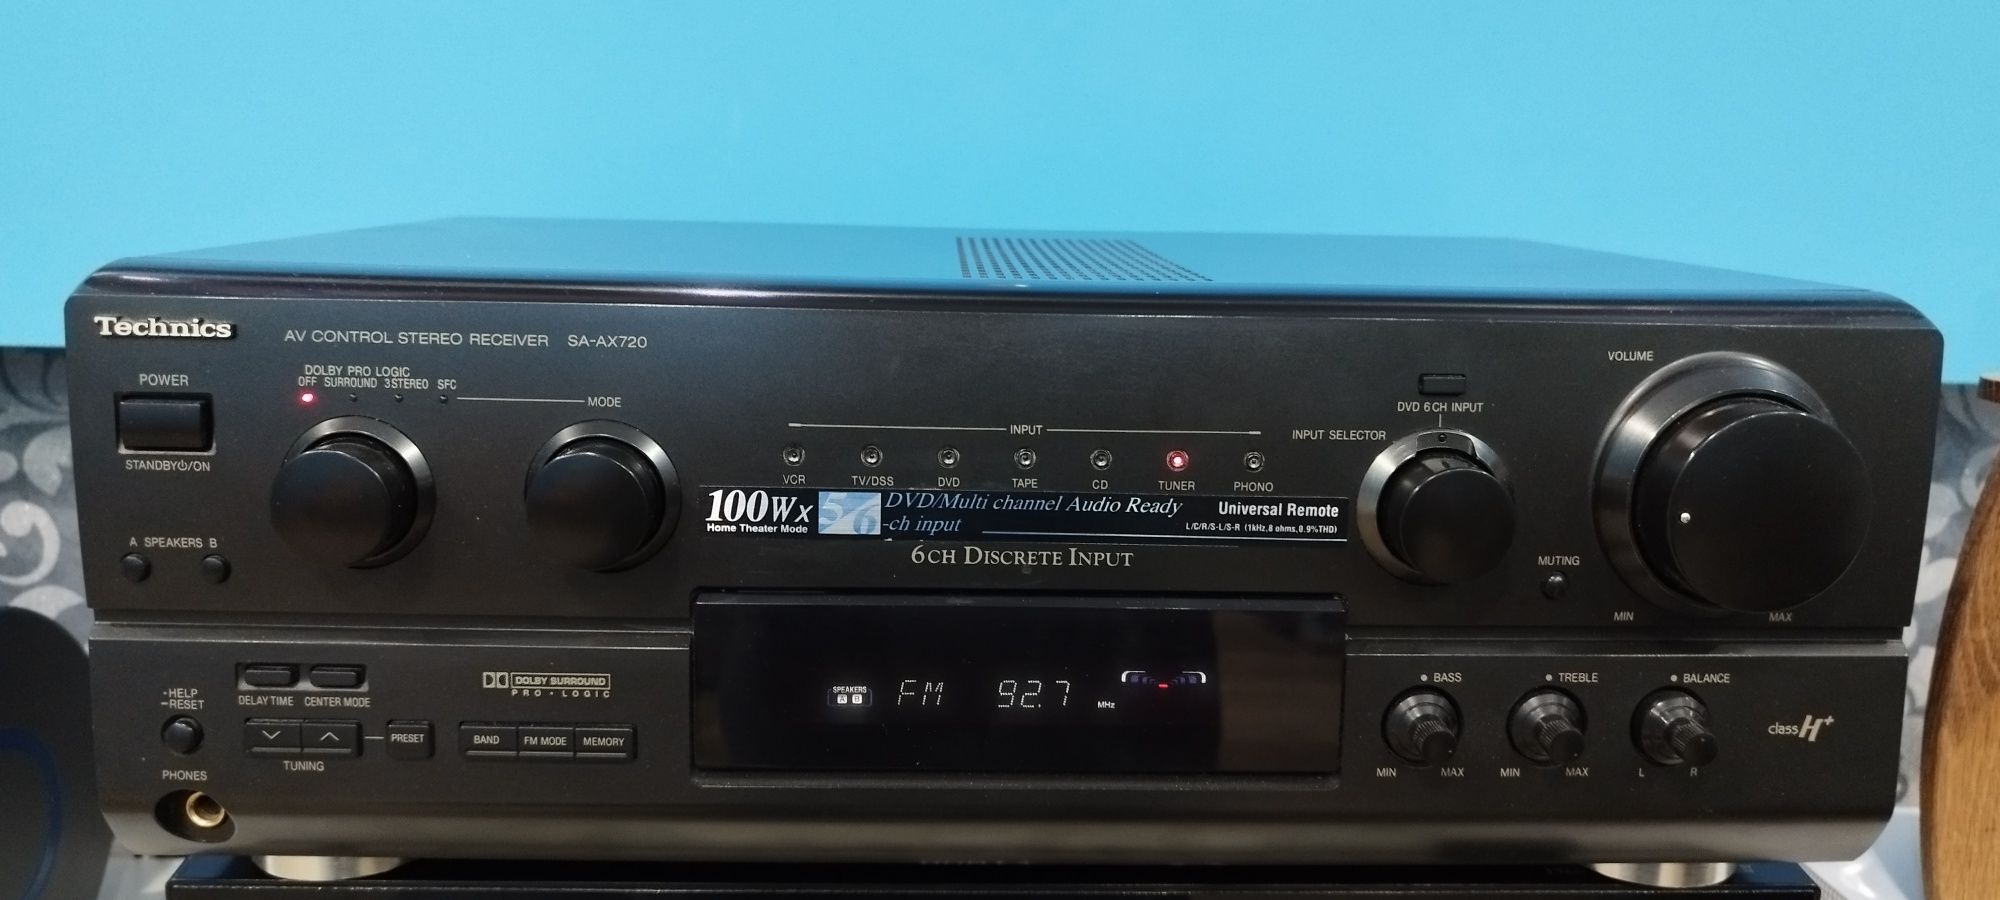 Technics
AV CONTROL STEREO RECEIVER SA-AX720
POWER
STANDBY⏻/ON
DOLBY PRO LOGIC
OFF SURROUND 3STEREO SFC
MODE
A SPEAKERS B
INPUT
VCR TV/DSS DVD TAPE CD TUNER PHONO
100W x
Home Theater Mode
5/6
DVD/Multi channel Audio Ready
-ch input
Universal Remote
L/C/R/S-L/S-R (1kHz, 8 ohms, 0.9%THD)
6CH DISCRETE INPUT
DVD 6CH INPUT
INPUT SELECTOR
MUTING
VOLUME
MIN MAX
-HELP
-RESET
PHONES
DELAY TIME CENTER MODE
TUNING
PRESET
DOLBY SURROUND
PRO·LOGIC
BAND FM MODE MEMORY
SPEAKERS
A B
FM 92.7 MHz
BASS
MIN MAX
TREBLE
MIN MAX
BALANCE
L R
class H+